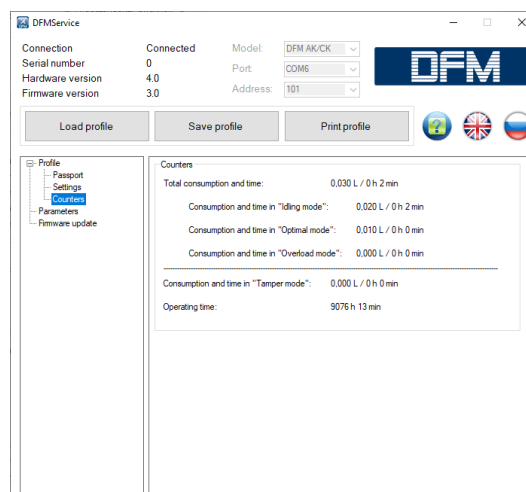 DFMService
Connection Connected Model: DFM AK/CK
Serial number 0 Port: COM6
Hardware version 4.0 Address: 101
Firmware version 3.0
DFM
Load profile Save profile Print profile
?
Profile
Passport
Settings
Counters
Parameters
Firmware update
Counters
Total consumption and time: 0,030 L / 0 h 2 min
Consumption and time in "Idling mode": 0,020 L / 0 h 2 min
Consumption and time in "Optimal mode": 0,010 L / 0 h 0 min
Consumption and time in "Overload mode": 0,000 L / 0 h 0 min
Consumption and time in "Tamper mode": 0,000 L / 0 h 0 min
Operating time: 9076 h 13 min